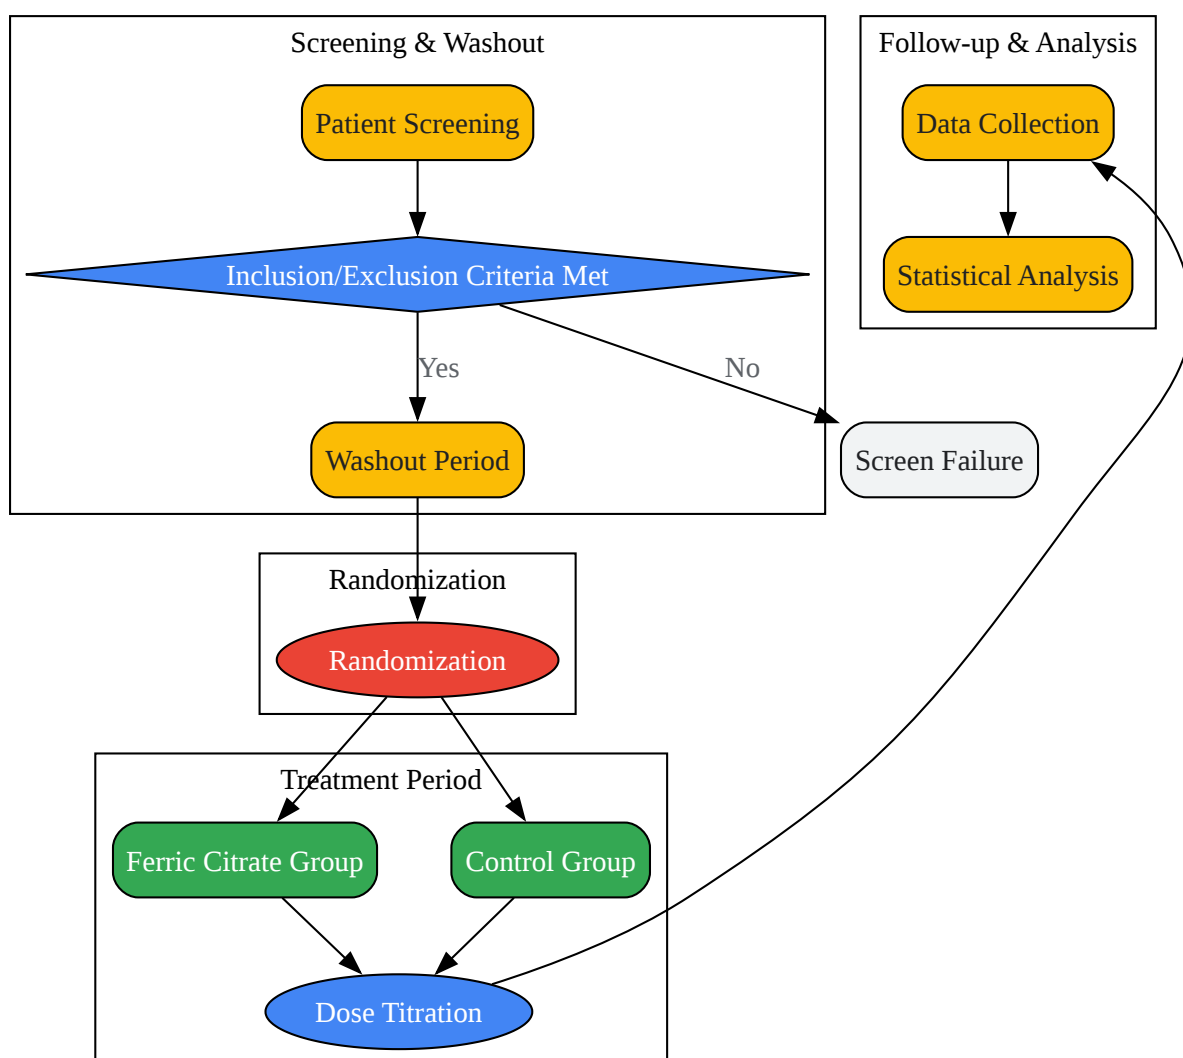 Screening & Washout
Patient Screening
Inclusion/Exclusion Criteria Met
Yes
No
Washout Period
Screen Failure
Follow-up & Analysis
Data Collection
Statistical Analysis
Randomization
Randomization
Treatment Period
Ferric Citrate Group
Control Group
Dose Titration